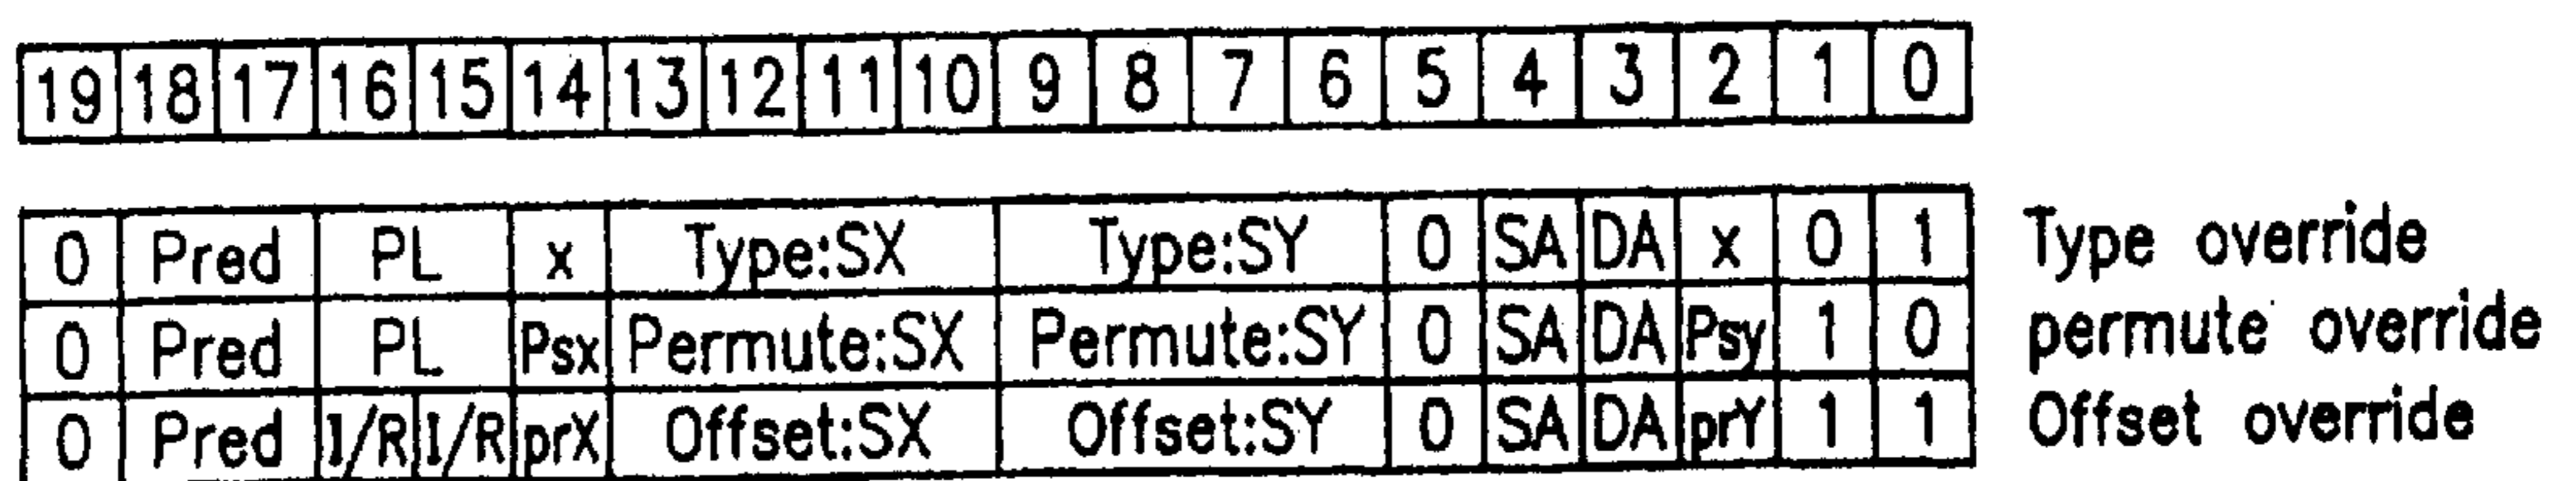 19 18 17 16 15 14 13 12 11 10 9 8 7 6 5 4 3 2 1 0
0 Pred PL x Type:SX Type:SY 0 SA DA x 0 1 Type override
0 Pred PL Psx Permute:SX Permute:SY 0 SA DA Psy 1 0 permute override
0 Pred I/R I/R prX Offset:SX Offset:SY 0 SA DA prY 1 1 Offset override